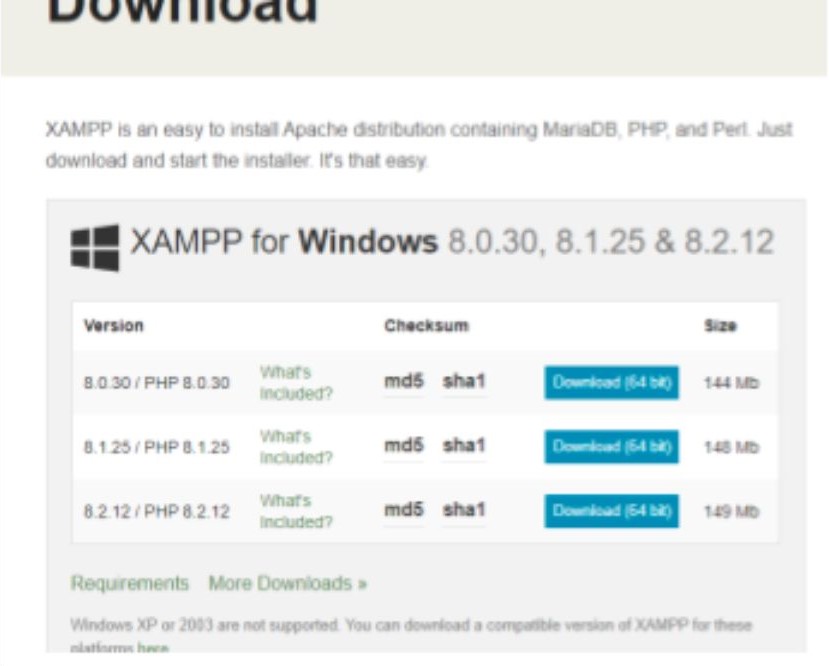 Download
XAMPP is an easy to install Apache distribution containing MariaDB, PHP, and Perl. Just
download and start the installer. It's that easy.
XAMPP for Windows 8.0.30, 8.1.25 & 8.2.12
Version Checksum Size
8.0.30 / PHP 8.0.30 What's Included? md5 sha1 Download (64 bit) 144 Mb
8.1.25 / PHP 8.1.25 What's Included? md5 sha1 Download (64 bit) 148 Mb
8.2.12 / PHP 8.2.12 What's Included? md5 sha1 Download (64 bit) 149 Mb
Requirements More Downloads »
Windows XP or 2003 are not supported. You can download a compatible version of XAMPP for these
platforms here